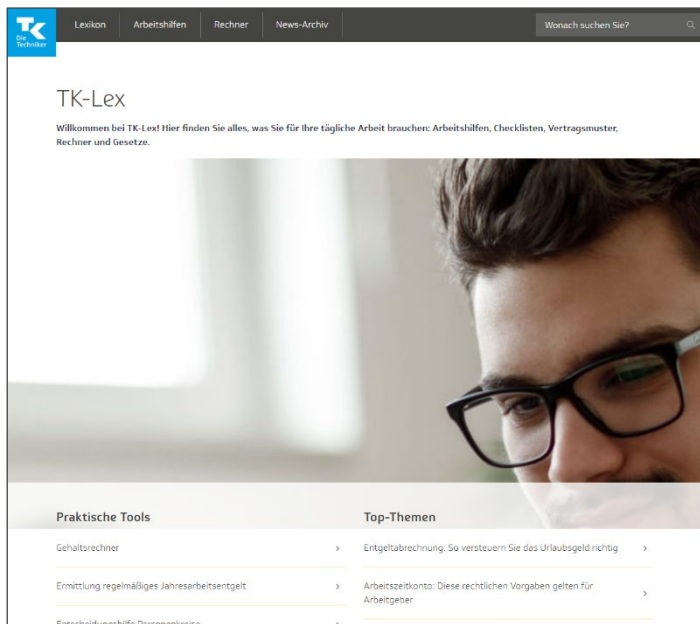 TK
Die
Techniker
Lexikon
Arbeitshilfen
Rechner
News-Archiv
Wonach suchen Sie?
TK-Lex
Willkommen bei TK-Lex! Hier finden Sie alles, was Sie für Ihre tägliche Arbeit brauchen: Arbeitshilfen, Checklisten, Vertragsmuster,
Rechner und Gesetze.
Praktische Tools
Gehaltsrechner
Ermittlung regelmäßiges Jahresarbeitsentgelt
Entscheidungshilfe Personenkreise
Top-Themen
Entgeltabrechnung: So versteuern Sie das Urlaubsgeld richtig
Arbeitszeitkonto: Diese rechtlichen Vorgaben gelten für
Arbeitgeber